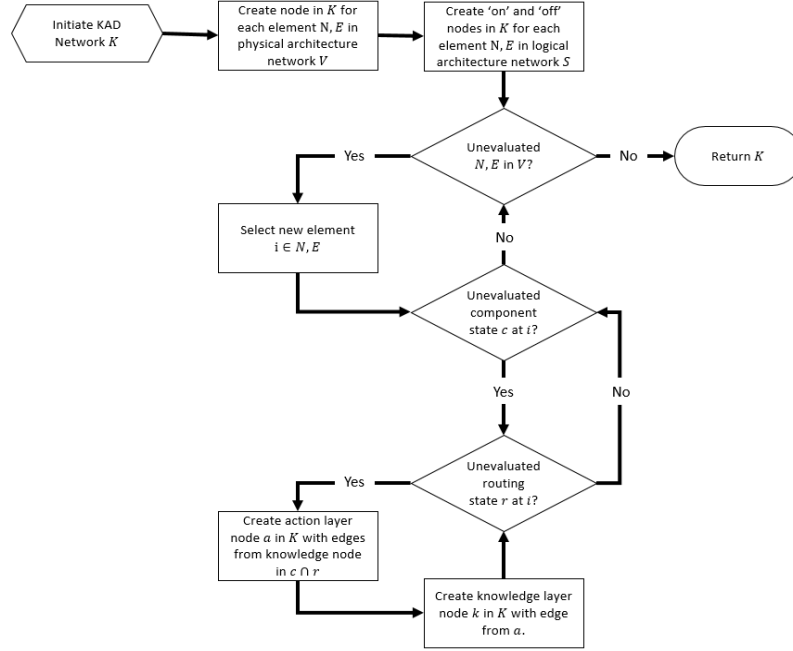 Initiate KAD
Network K
Create node in K for
each element N, E in
physical architecture
network V
Create ‘on’ and ‘off’
nodes in K for each
element N, E in logical
architecture network S
Unevaluated
N, E in V?
Yes
No
Return K
Select new element
i ∈ N, E
No
Unevaluated
component
state c at i?
Yes
No
Unevaluated
routing
state r at i?
Yes
Create action layer
node a in K with edges
from knowledge node
in c ∩ r
Create knowledge layer
node k in K with edge
from a.